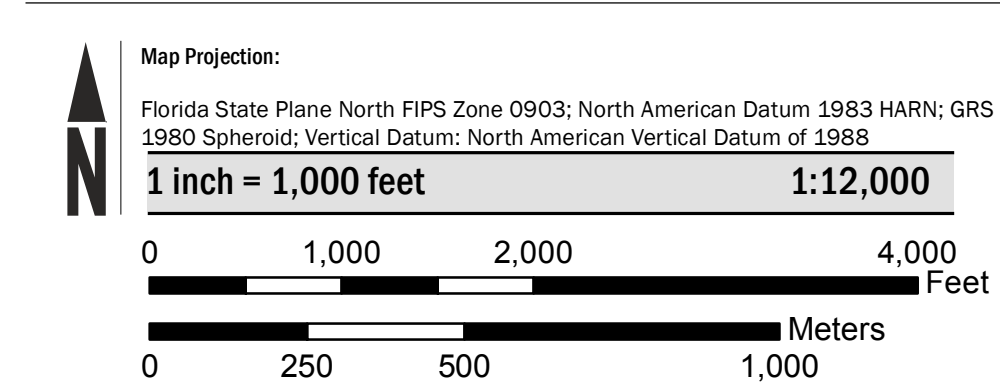 Map Projection:
Florida State Plane North FIPS Zone 0903; North American Datum 1983 HARN; GRS
1980 Spheroid; Vertical Datum: North American Vertical Datum of 1988
N
1 inch = 1,000 feet 1:12,000
0 1,000 2,000 4,000
Feet
Meters
0 250 500 1,000